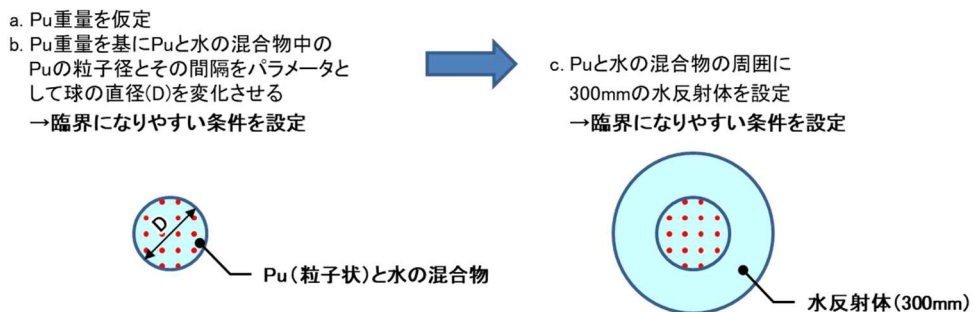 a. Pu重量を仮定
b. Pu重量を基にPuと水の混合物中の
Puの粒子径とその間隔をパラメータと
して球の直径(D)を変化させる
→臨界になりやすい条件を設定
c. Puと水の混合物の周囲に
300mmの水反射体を設定
→臨界になりやすい条件を設定
D
Pu（粒子状）と水の混合物
水反射体（300mm）